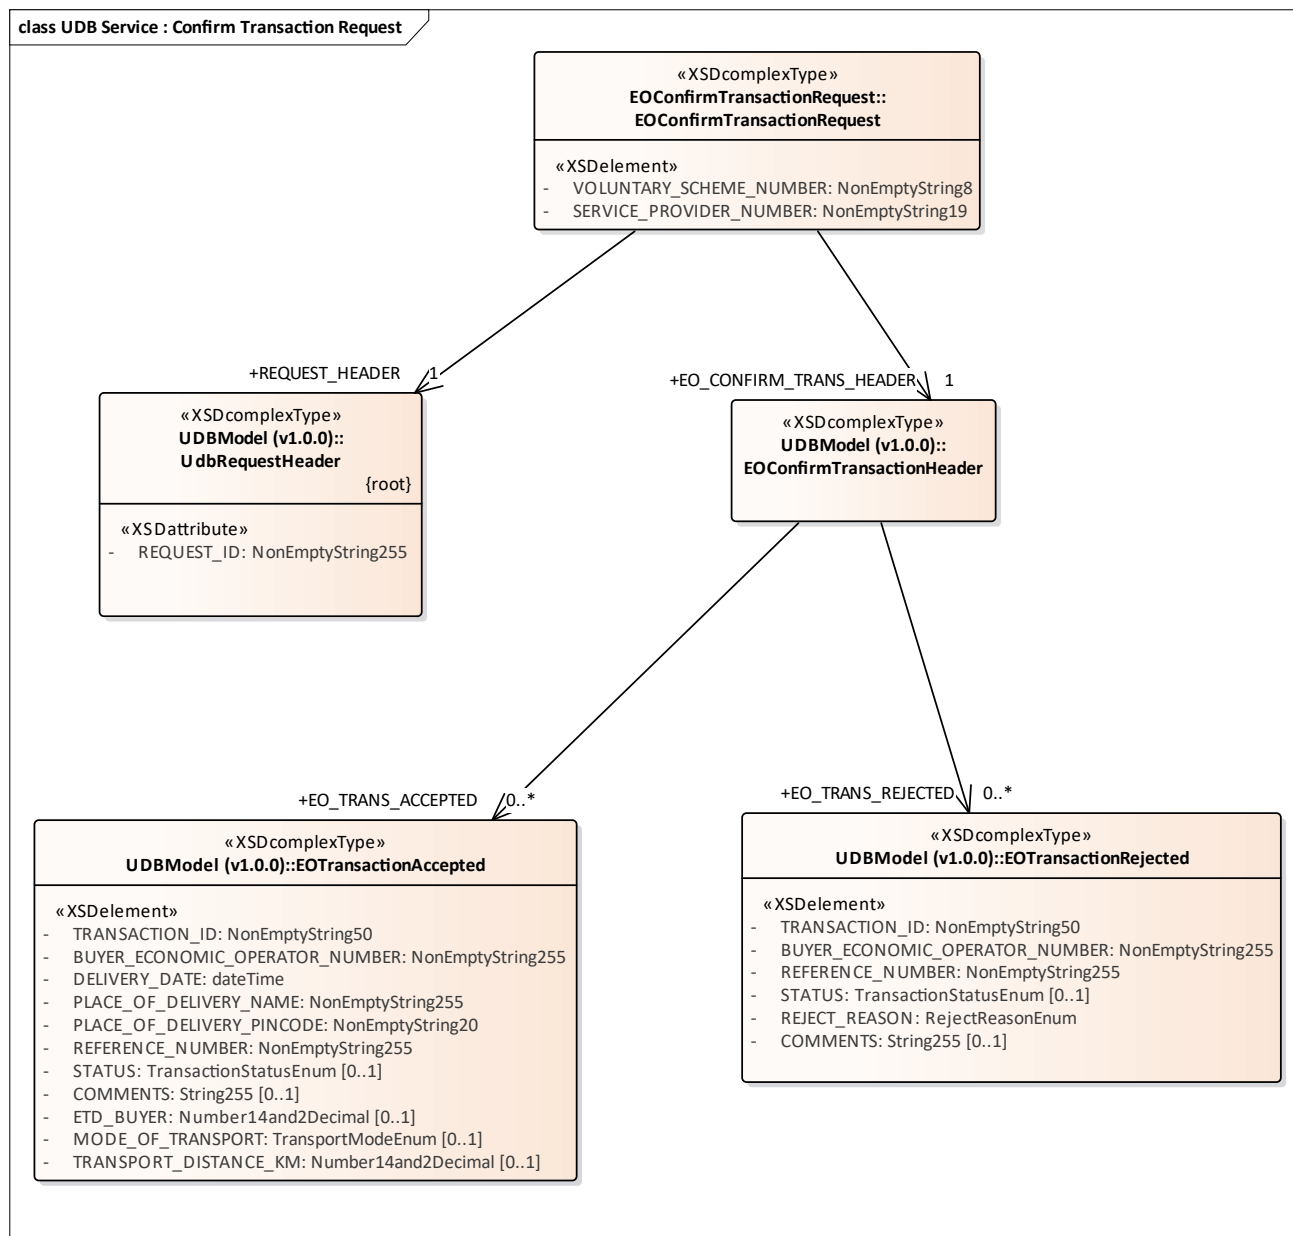 class UDB Service : Confirm Transaction Request
«XSDcomplexType»
EOConfirmTransactionRequest::
EOConfirmTransactionRequest
«XSDelement»
- VOLUNTARY_SCHEME_NUMBER: NonEmptyString8
- SERVICE_PROVIDER_NUMBER: NonEmptyString19
+REQUEST_HEADER 1
+EO_CONFIRM_TRANS_HEADER 1
«XSDcomplexType»
UDBModel (v1.0.0)::
UdbRequestHeader
{root}
«XSDattribute»
- REQUEST_ID: NonEmptyString255
«XSDcomplexType»
UDBModel (v1.0.0)::
EOConfirmTransactionHeader
+EO_TRANS_ACCEPTED 0..*
+EO_TRANS_REJECTED 0..*
«XSDcomplexType»
UDBModel (v1.0.0)::EOTransactionAccepted
«XSDelement»
- TRANSACTION_ID: NonEmptyString50
- BUYER_ECONOMIC_OPERATOR_NUMBER: NonEmptyString255
- DELIVERY_DATE: dateTime
- PLACE_OF_DELIVERY_NAME: NonEmptyString255
- PLACE_OF_DELIVERY_PINCODE: NonEmptyString20
- REFERENCE_NUMBER: NonEmptyString255
- STATUS: TransactionStatusEnum [0..1]
- COMMENTS: String255 [0..1]
- ETD_BUYER: Number14and2Decimal [0..1]
- MODE_OF_TRANSPORT: TransportModeEnum [0..1]
- TRANSPORT_DISTANCE_KM: Number14and2Decimal [0..1]
«XSDcomplexType»
UDBModel (v1.0.0)::EOTransactionRejected
«XSDelement»
- TRANSACTION_ID: NonEmptyString50
- BUYER_ECONOMIC_OPERATOR_NUMBER: NonEmptyString255
- REFERENCE_NUMBER: NonEmptyString255
- STATUS: TransactionStatusEnum [0..1]
- REJECT_REASON: RejectReasonEnum
- COMMENTS: String255 [0..1]